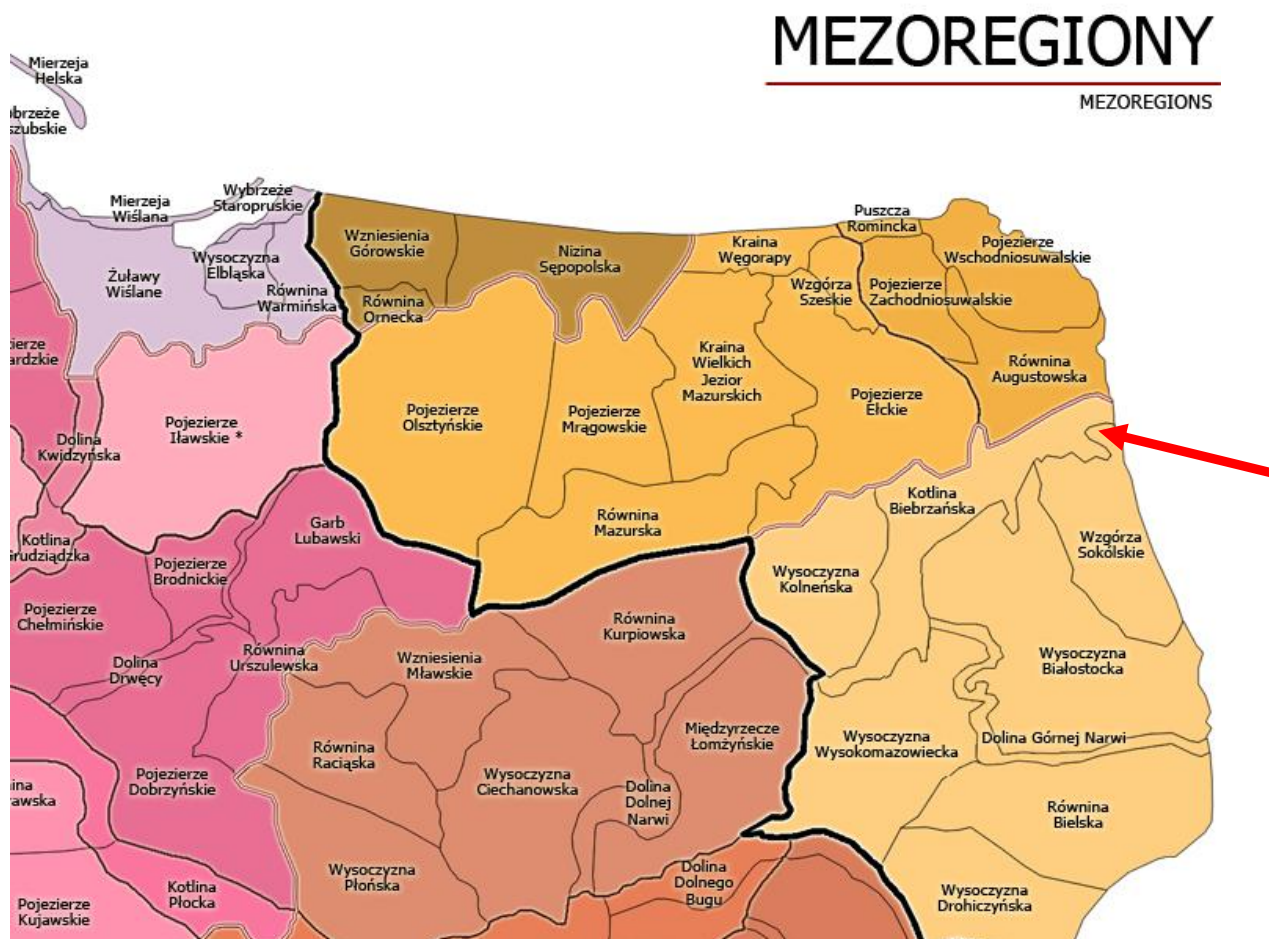 MEZOREGIONY
MEZOREGIONS
Mierzeja
Helska
Mierzeja
Wiślana
Wybrzeże
Staropruskie
Wysoczyzna
Elbląska
Żuławy
Wiślane
Równina
Warmińska
Wzniesienia
Górowskie
Równina
Ornecka
Nizina
Sępopolska
Kraina
Węgorapy
Puszcza
Romincka
Pojezierze
Wschodniosuwalskie
Wzgórza
Szeskie
Pojezierze
Zachodniosuwalskie
Równina
Augustowska
Kraina
Wielkich
Jezior
Mazurskich
Pojezierze
Ełckie
Pojezierze
Olsztyńskie
Pojezierze
Mrągowskie
Pojezierze
Iławskie *
Dolina
Kwidzyńska
Równina
Mazurska
Kotlina
Biebrzańska
Garb
Lubawski
Wzgórza
Sokólskie
Kotlina
Pojezierze
Brodnickie
Wysoczyzna
Kolneńska
Pojezierze
Chełmińskie
Równina
Kurpiowska
Dolina
Drwęcy
Równina
Urszulewska
Wzniesienia
Mławskie
Wysoczyzna
Białostocka
Międzyrzecze
Łomżyńskie
Wysoczyzna
Wysokomazowiecka
Dolina Górnej Narwi
Równina
Raciąska
Pojezierze
Dobrzyńskie
Wysoczyzna
Ciechanowska
Dolina
Dolnej
Narwi
Równina
Bielska
Wysoczyzna
Płońska
Dolina
Dolnego
Bugu
Kotlina
Płocka
Wysoczyzna
Drohiczyńska
Pojezierze
Kujawskie